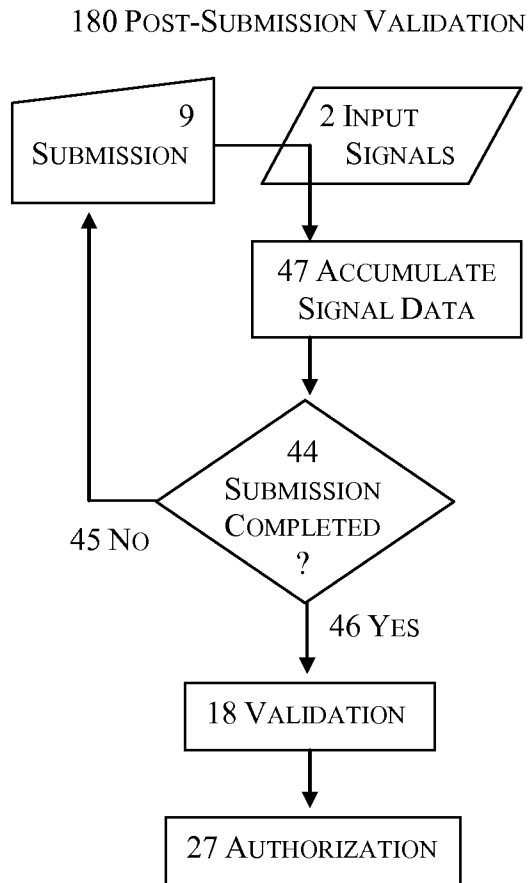 180 POST-SUBMISSION VALIDATION
9
SUBMISSION
2 INPUT
SIGNALS
47 ACCUMULATE
SIGNAL DATA
44
SUBMISSION
COMPLETED
?
45 NO
46 YES
18 VALIDATION
27 AUTHORIZATION